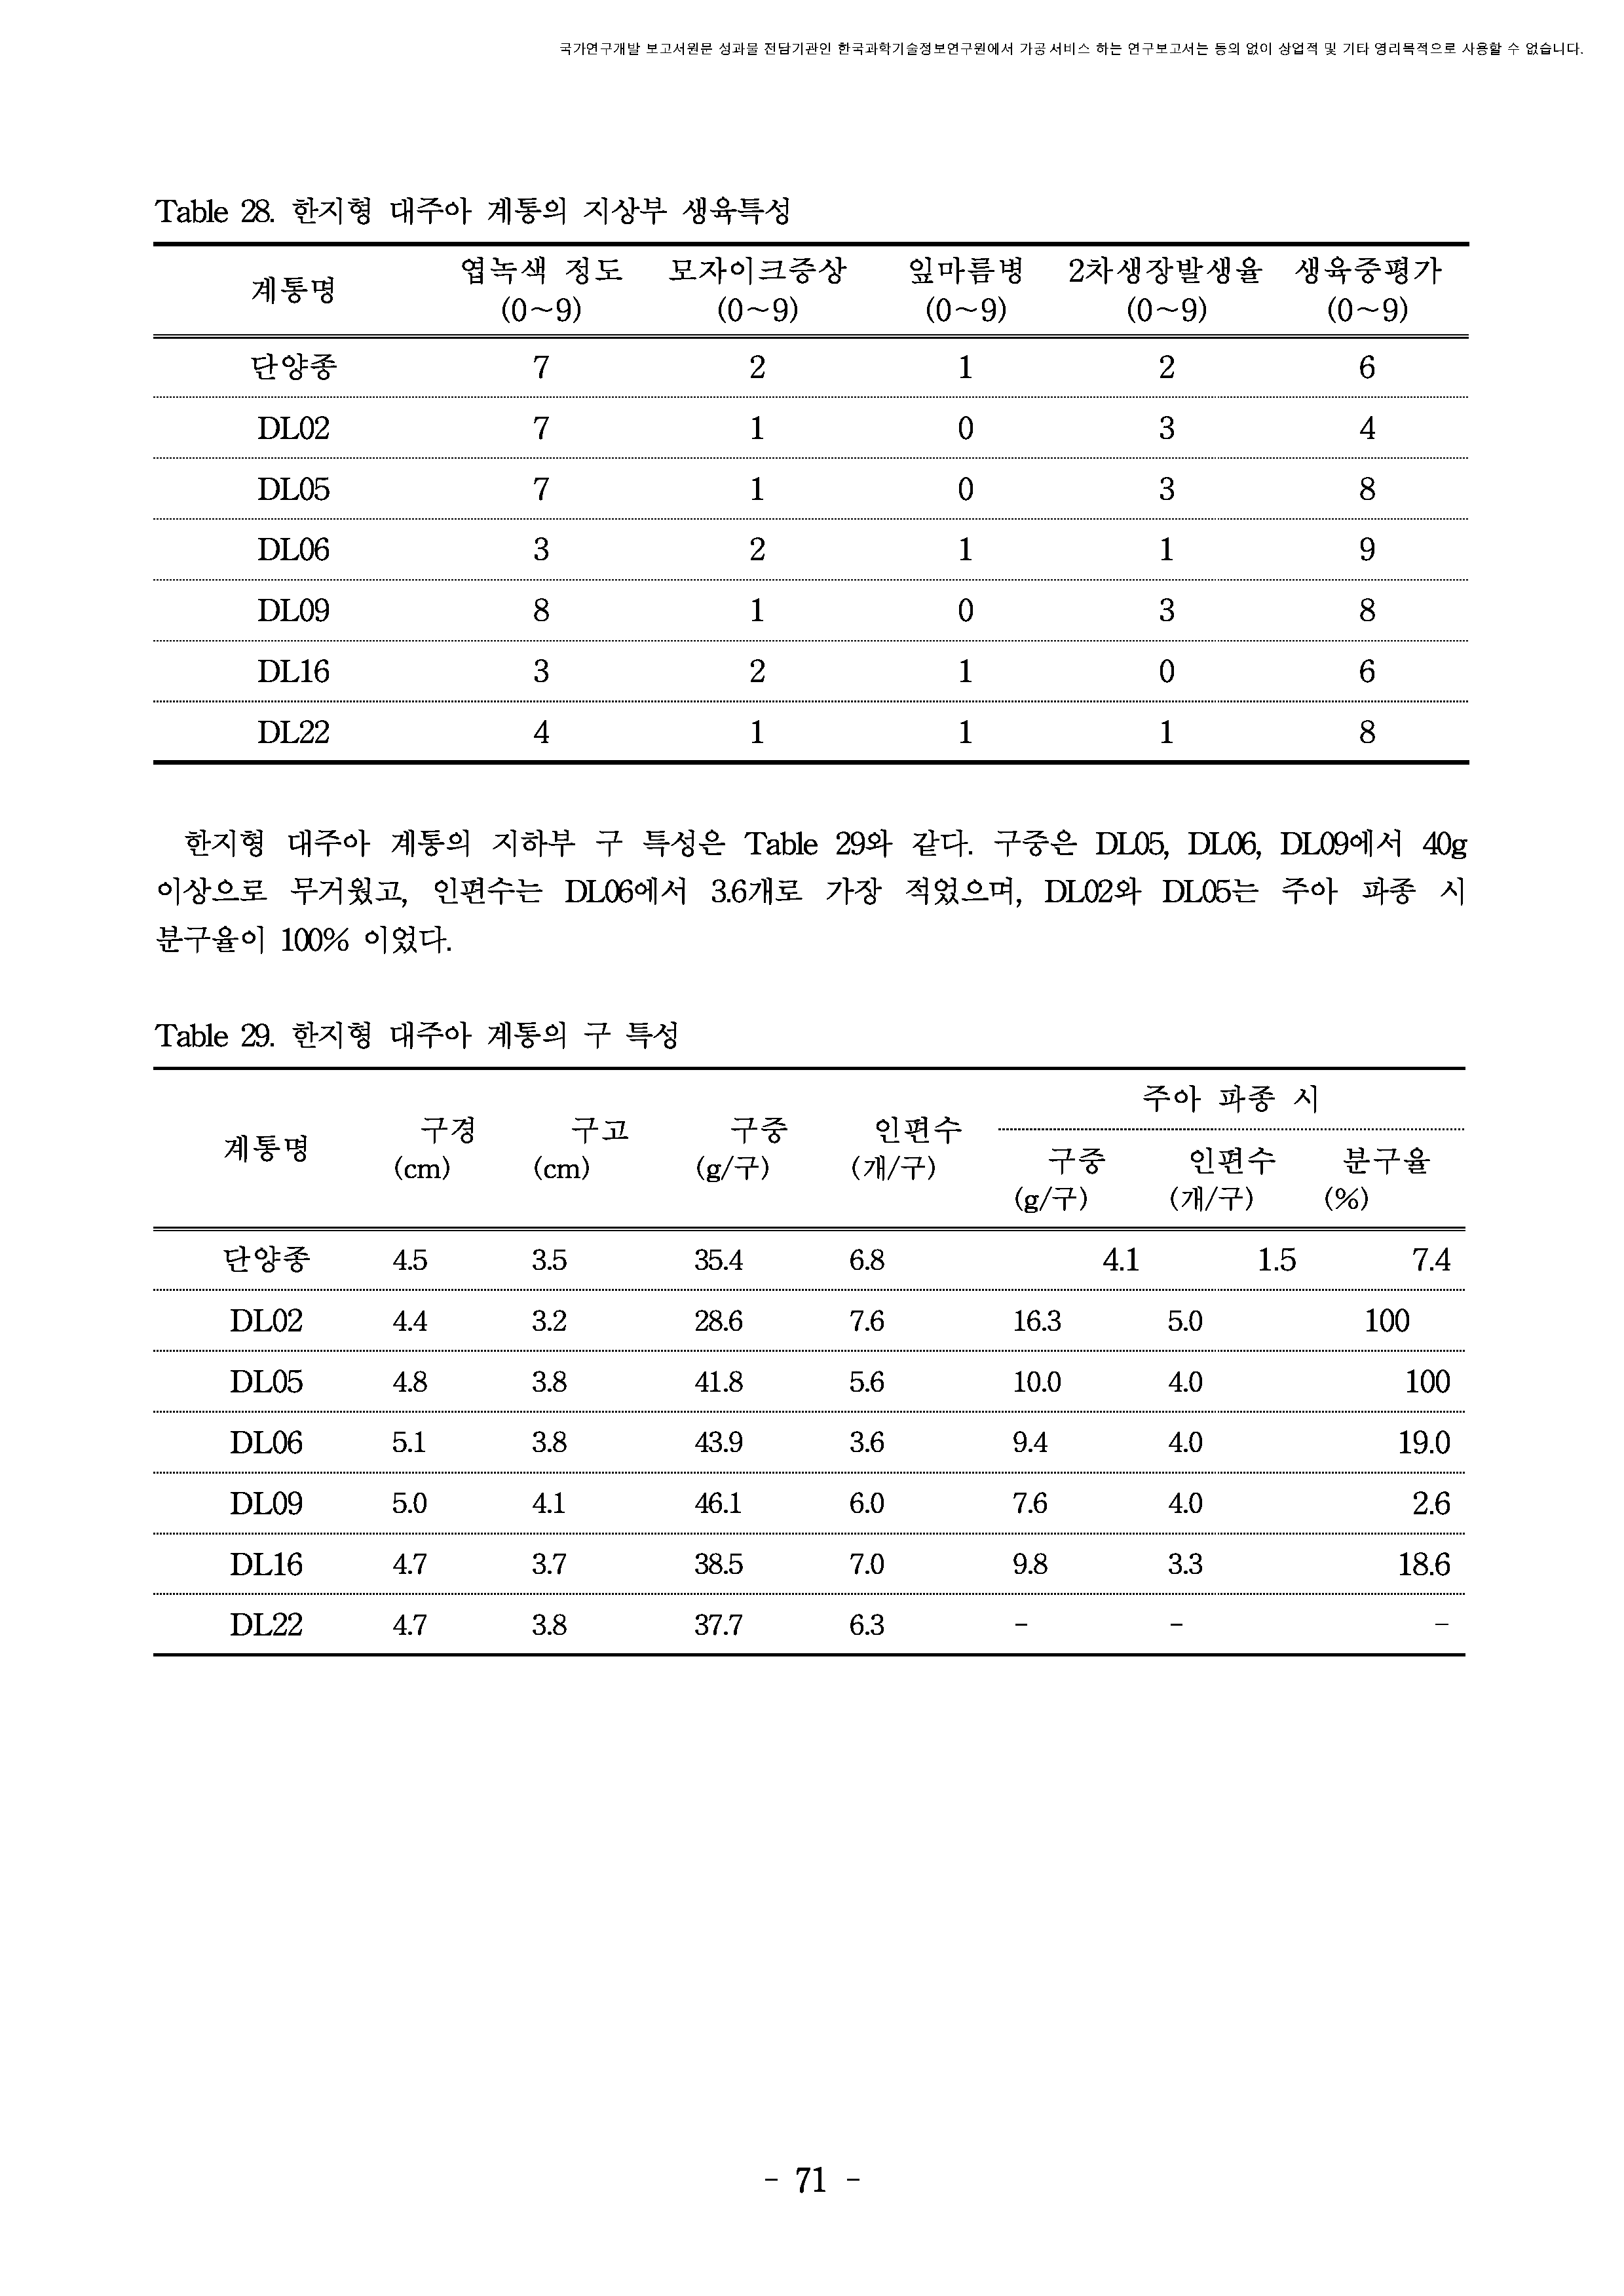 국가연구개발 보고서원문 성과물 전담기관인 한국과학기술정보연구원에서 가공·서비스 하는 연구보고서는 동의 없이 상업적 및 기타 영리목적으로 사용할 수 없습니다.
Table 28. 한지형 대주아 계통의 지상부 생육특성
계통명 엽녹색 정도 모자이크증상 잎마름병 2차생장발생율 생육중평가
(0~9) (0~9) (0~9) (0~9) (0~9)
단양종 7 2 1 2 6
DL02 7 1 0 3 4
DL05 7 1 0 3 8
DL06 3 2 1 1 9
DL09 8 1 0 3 8
DL16 3 2 1 0 6
DL22 4 1 1 1 8
한지형 대주아 계통의 지하부 구 특성은 Table 29와 같다. 구중은 DL05, DL06, DL09에서 40g
이상으로 무거웠고, 인편수는 DL06에서 3.6개로 가장 적었으며, DL02와 DL05는 주아 파종 시
분구율이 100% 이었다.
Table 29. 한지형 대주아 계통의 구 특성
주아 파종 시
계통명 구경 구고 구중 인편수
(cm) (cm) (g/구) (개/구)
구중 인편수 분구율
(g/구) (개/구) (%)
단양종 4.5 3.5 35.4 6.8 4.1 1.5 7.4
DL02 4.4 3.2 28.6 7.6 16.3 5.0 100
DL05 4.8 3.8 41.8 5.6 10.0 4.0 100
DL06 5.1 3.8 43.9 3.6 9.4 4.0 19.0
DL09 5.0 4.1 46.1 6.0 7.6 4.0 2.6
DL16 4.7 3.7 38.5 7.0 9.8 3.3 18.6
DL22 4.7 3.8 37.7 6.3 - - -
- 71 -